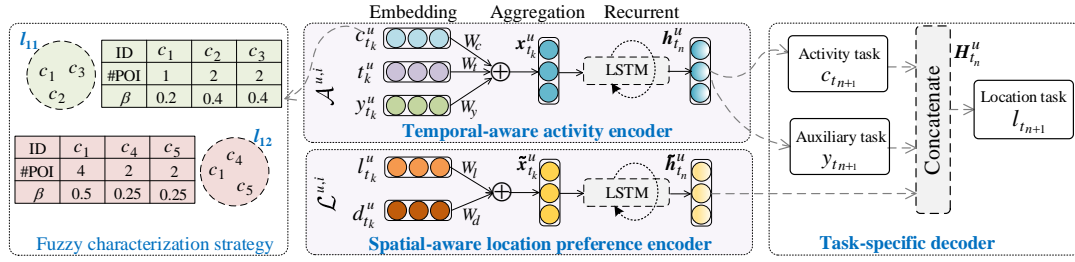 l₁₁
c₁ c₃
c₂
ID c₁ c₂ c₃
#POI 1 2 2
β 0.2 0.4 0.4
ID c₁ c₄ c₅
#POI 4 2 2
β 0.5 0.25 0.25
l₁₂
c₄
c₁
c₅
Fuzzy characterization strategy
Embedding Aggregation Recurrent
𝒜ᵘ,ⁱ
c^u_{t_k} W_c
t^u_k W_t
y^u_{t_k} W_y
x^u_{t_k}
LSTM
h^u_{t_n}
Temporal-aware activity encoder
ℒᵘ,ⁱ
l^u_{t_k} W_l
d^u_{t_k} W_d
x̃^u_{t_k}
LSTM
h̃^u_{t_n}
Spatial-aware location preference encoder
Activity task
c_{t_{n+1}}
Auxiliary task
y_{t_{n+1}}
Concatenate
H^u_{t_n}
Location task
l_{t_{n+1}}
Task-specific decoder